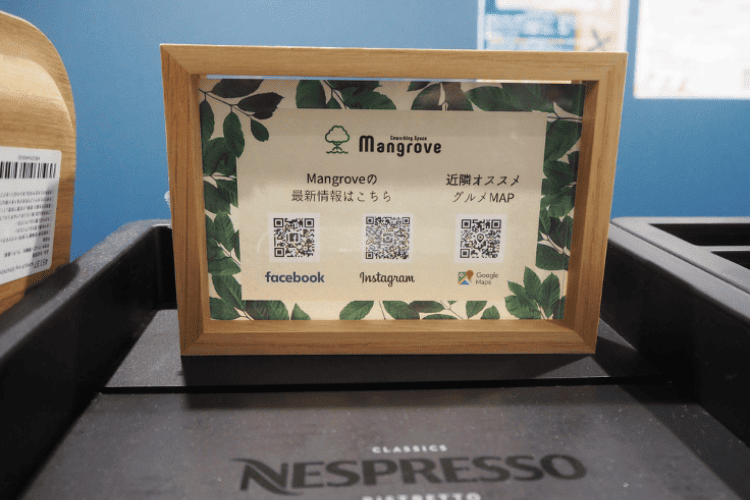 Coworking Space
Mangrove
Mangroveの
最新情報はこちら
近隣オススメ
グルメMAP
facebook
Instagram
Google
Maps
CLASSICS
NESPRESSO
RISTRETTO